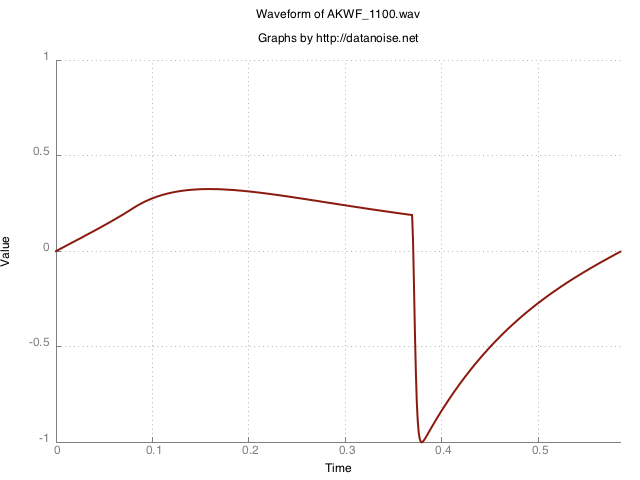 Waveform of AKWF_1100.wav
Graphs by http://datanoise.net
1
0.5
0
-0.5
-1
Value
0 0.1 0.2 0.3 0.4 0.5
Time